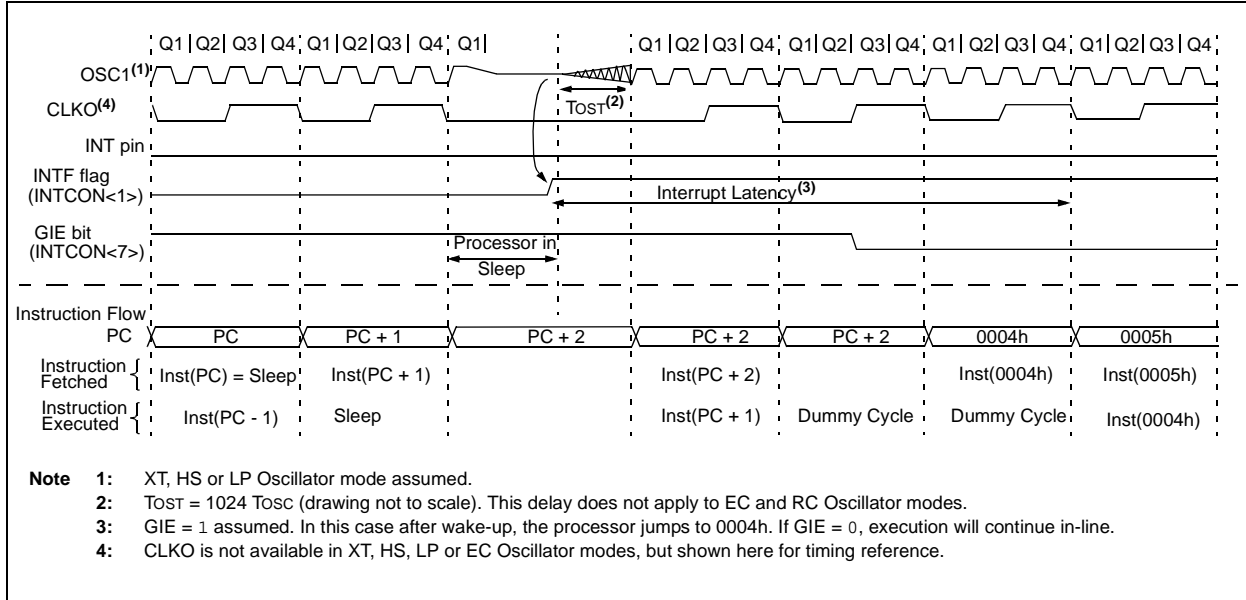 Q1 Q2 Q3 Q4 Q1 Q2 Q3 Q4 Q1 Q1 Q2 Q3 Q4 Q1 Q2 Q3 Q4 Q1 Q2 Q3 Q4 Q1 Q2 Q3 Q4
OSC1(1)
CLKO(4)
TOST(2)
INT pin
INTF flag
(INTCON<1>)
Interrupt Latency(3)
GIE bit
(INTCON<7>)
Processor in
Sleep
Instruction Flow
PC PC PC + 1 PC + 2 PC + 2 PC + 2 0004h 0005h
Instruction
Fetched
Inst(PC) = Sleep Inst(PC + 1) Inst(PC + 2) Inst(0004h) Inst(0005h)
Instruction
Executed
Inst(PC - 1) Sleep Inst(PC + 1) Dummy Cycle Dummy Cycle Inst(0004h)
Note 1: XT, HS or LP Oscillator mode assumed.
2: TOST = 1024 TOSC (drawing not to scale). This delay does not apply to EC and RC Oscillator modes.
3: GIE = 1 assumed. In this case after wake-up, the processor jumps to 0004h. If GIE = 0, execution will continue in-line.
4: CLKO is not available in XT, HS, LP or EC Oscillator modes, but shown here for timing reference.